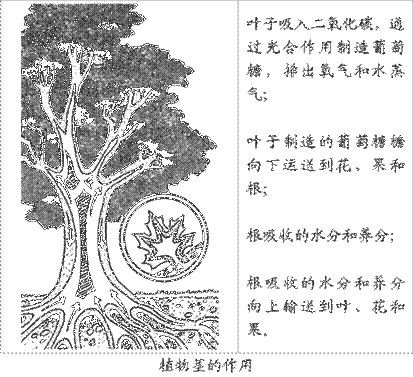 叶子吸入二氧化碳，通
过光合作用制造葡萄
糖，排出氧气和水蒸
气；
叶子制造的葡萄糖糖
向下运送到花、果和
根；
根吸收的水分和养分；
根吸收的水分和养分
向上输送到叶、花和
果。
植物茎的作用